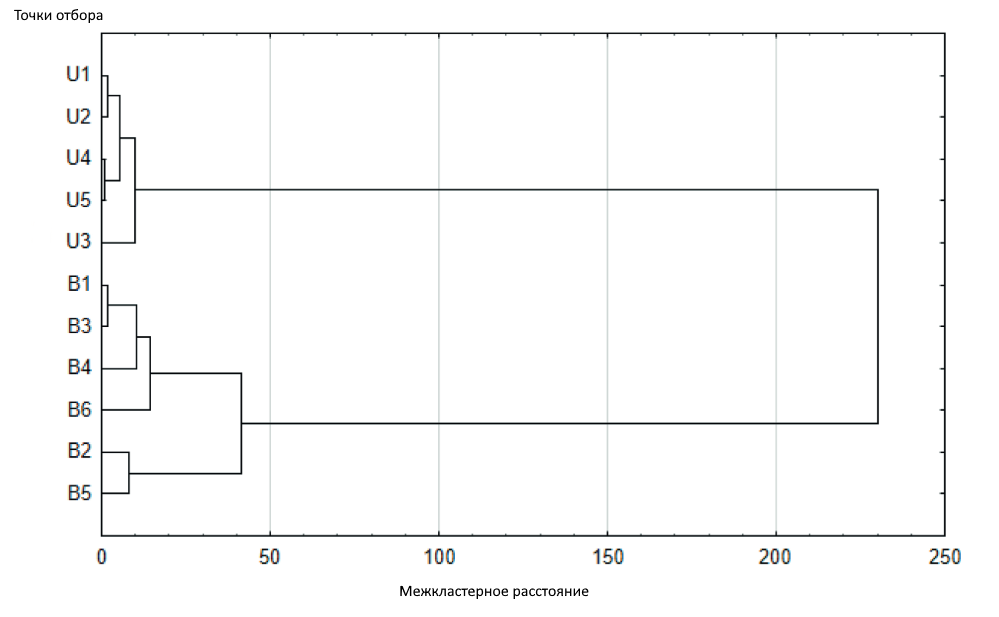 Точки отбора
U1
U2
U4
U5
U3
B1
B3
B4
B6
B2
B5
0 50 100 150 200 250
Межкластерное расстояние